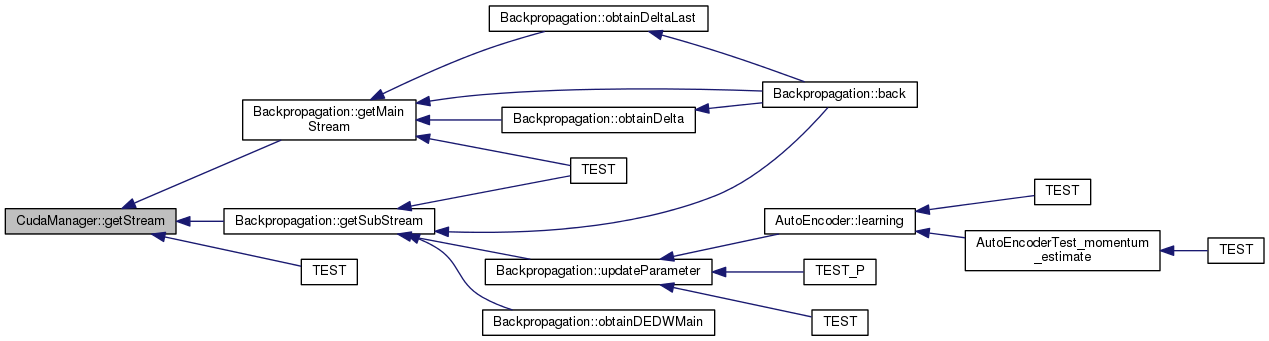 Backpropagation::obtainDeltaLast
Backpropagation::back
Backpropagation::getMain
Stream
Backpropagation::obtainDelta
TEST
TEST
CudaManager::getStream
Backpropagation::getSubStream
AutoEncoder::learning
AutoEncoderTest_momentum
_estimate
TEST
TEST
Backpropagation::updateParameter
TEST_P
Backpropagation::obtainDEDWMain
TEST